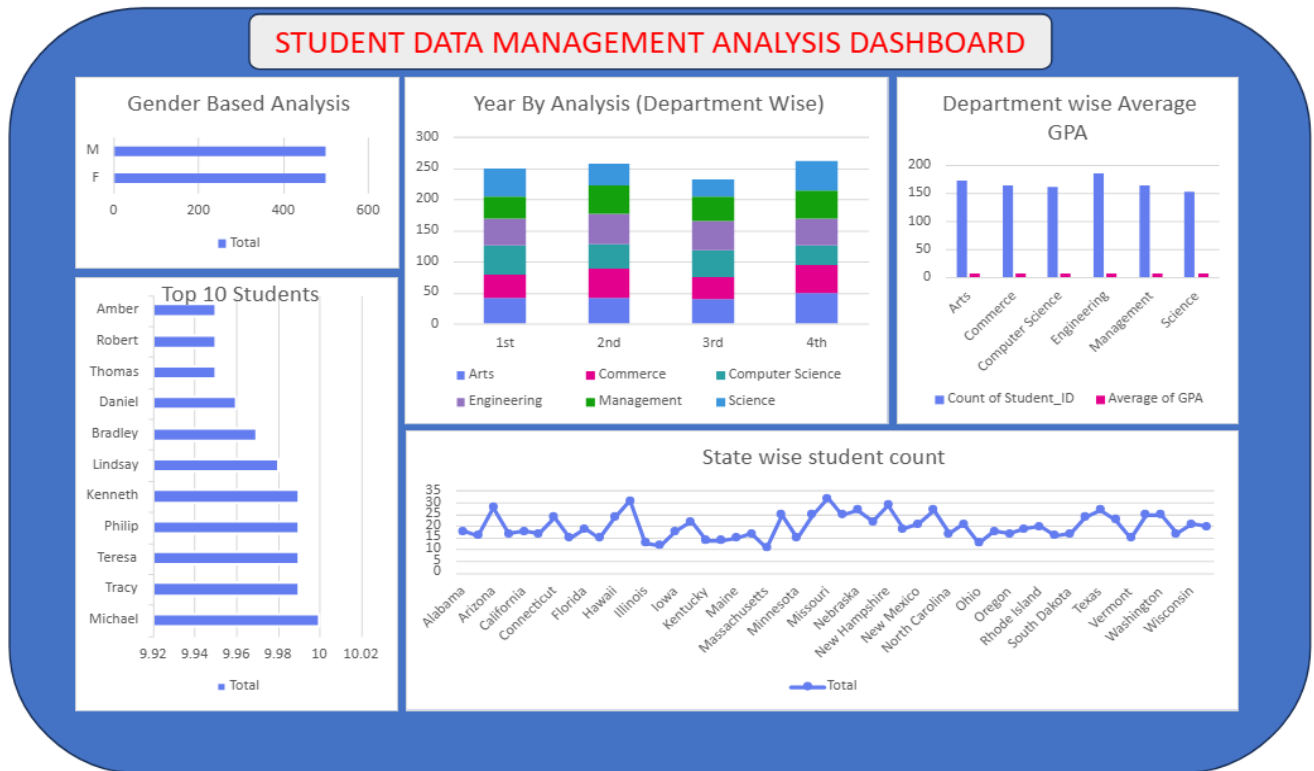 STUDENT DATA MANAGEMENT ANALYSIS DASHBOARD
Gender Based Analysis
M
F
0 200 400 600
Total
Top 10 Students
Amber
Robert
Thomas
Daniel
Bradley
Lindsay
Kenneth
Philip
Teresa
Tracy
Michael
9.92 9.94 9.96 9.98 10 10.02
Total
Year By Analysis (Department Wise)
300
250
200
150
100
50
0
1st 2nd 3rd 4th
Arts Commerce Computer Science
Engineering Management Science
Department wise Average
GPA
200
150
100
50
0
Arts
Commerce
Computer Science
Engineering
Management
Science
Count of Student_ID Average of GPA
State wise student count
35
30
25
20
15
10
5
0
Alabama
Arizona
California
Connecticut
Florida
Hawaii
Illinois
Iowa
Kentucky
Maine
Massachusetts
Minnesota
Missouri
Nebraska
New Hampshire
New Mexico
North Carolina
Ohio
Oregon
Rhode Island
South Dakota
Texas
Vermont
Washington
Wisconsin
Total